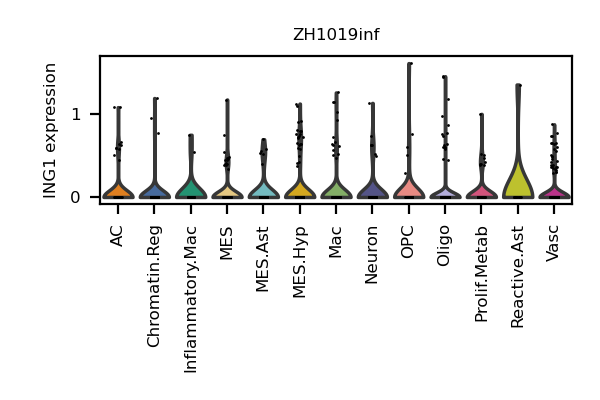 ZH1019inf
ING1 expression
1
0
AC
Chromatin.Reg
Inflammatory.Mac
MES
MES.Ast
MES.Hyp
Mac
Neuron
OPC
Oligo
Prolif.Metab
Reactive.Ast
Vasc